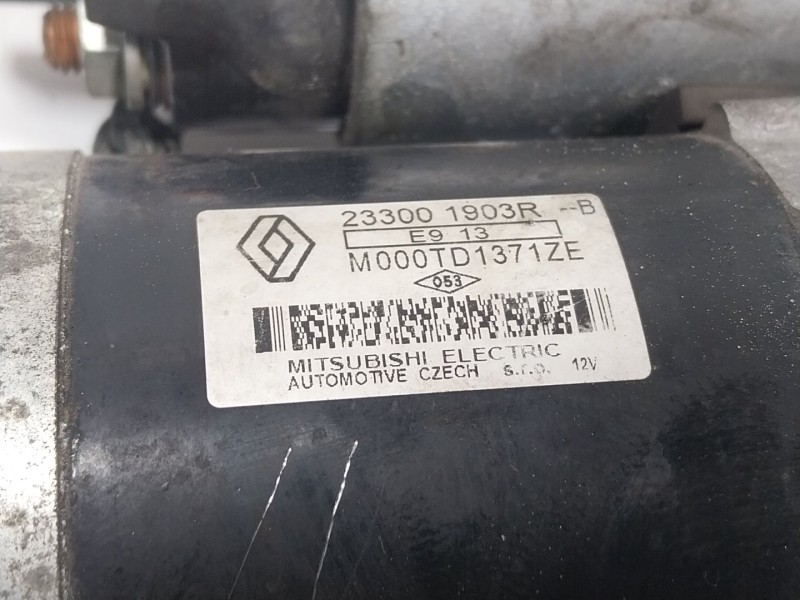 23300 1903R --B
E9 13
M000TD1371ZE
053
MITSUBISHI ELECTRIC
AUTOMOTIVE CZECH s.r.o. 12V